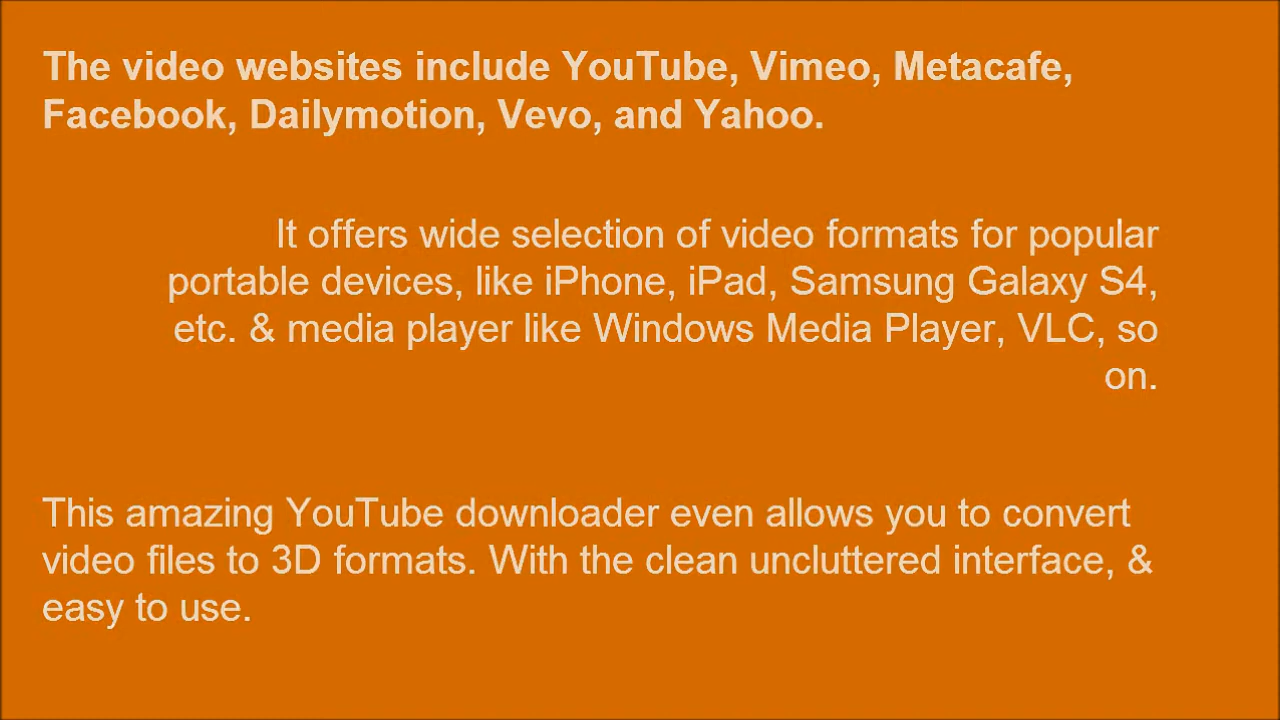 The video websites include YouTube, Vimeo, Metacafe,
Facebook, Dailymotion, Vevo, and Yahoo.
It offers wide selection of video formats for popular
portable devices, like iPhone, iPad, Samsung Galaxy S4,
etc. & media player like Windows Media Player, VLC, so
on.
This amazing YouTube downloader even allows you to convert
video files to 3D formats. With the clean uncluttered interface, &
easy to use.